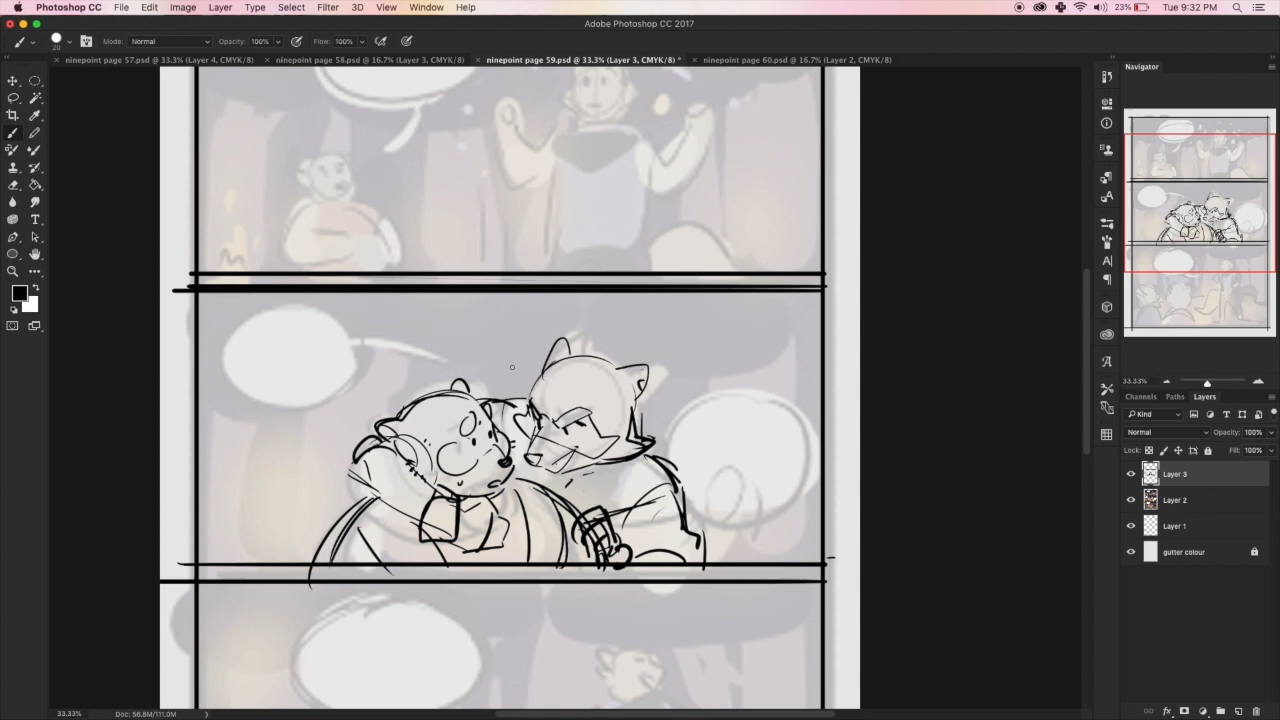 Photoshop CC File Edit Image Layer Type Select Filter 3D View Window Help 23% Tue 9:32 PM
Adobe Photoshop CC 2017
20 Mode: Normal Opacity: 100% Flow: 100%
ninepoint page 57.psd @ 33.3% (Layer 4, CMYK/8) ninepoint page 58.psd @ 16.7% (Layer 3, CMYK/8) ninepoint page 59.psd @ 33.3% (Layer 3, CMYK/8) * ninepoint page 60.psd @ 16.7% (Layer 2, CMYK/8)
Navigator
33.33%
Channels Paths Layers
Kind
Normal Opacity: 100%
Lock: Fill: 100%
Layer 3
Layer 2
Layer 1
gutter colour
33.33% Doc: 56.8M/111.0M